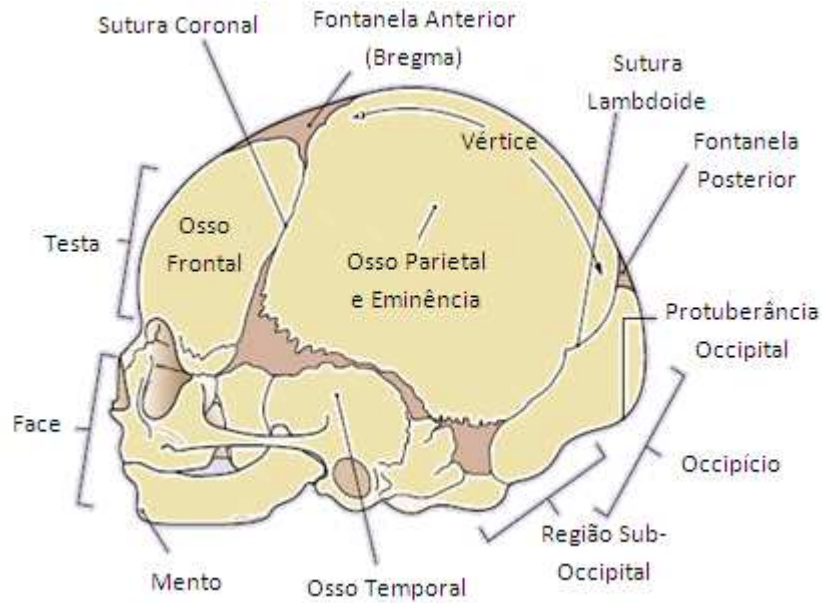 Sutura Coronal
Fontanela Anterior
(Bregma)
Sutura
Lambdoide
Vértice
Fontanela
Posterior
Testa
Osso
Frontal
Osso Parietal
e Eminência
Protuberância
Occipital
Face
Occipício
Região Sub-
Occipital
Mento
Osso Temporal